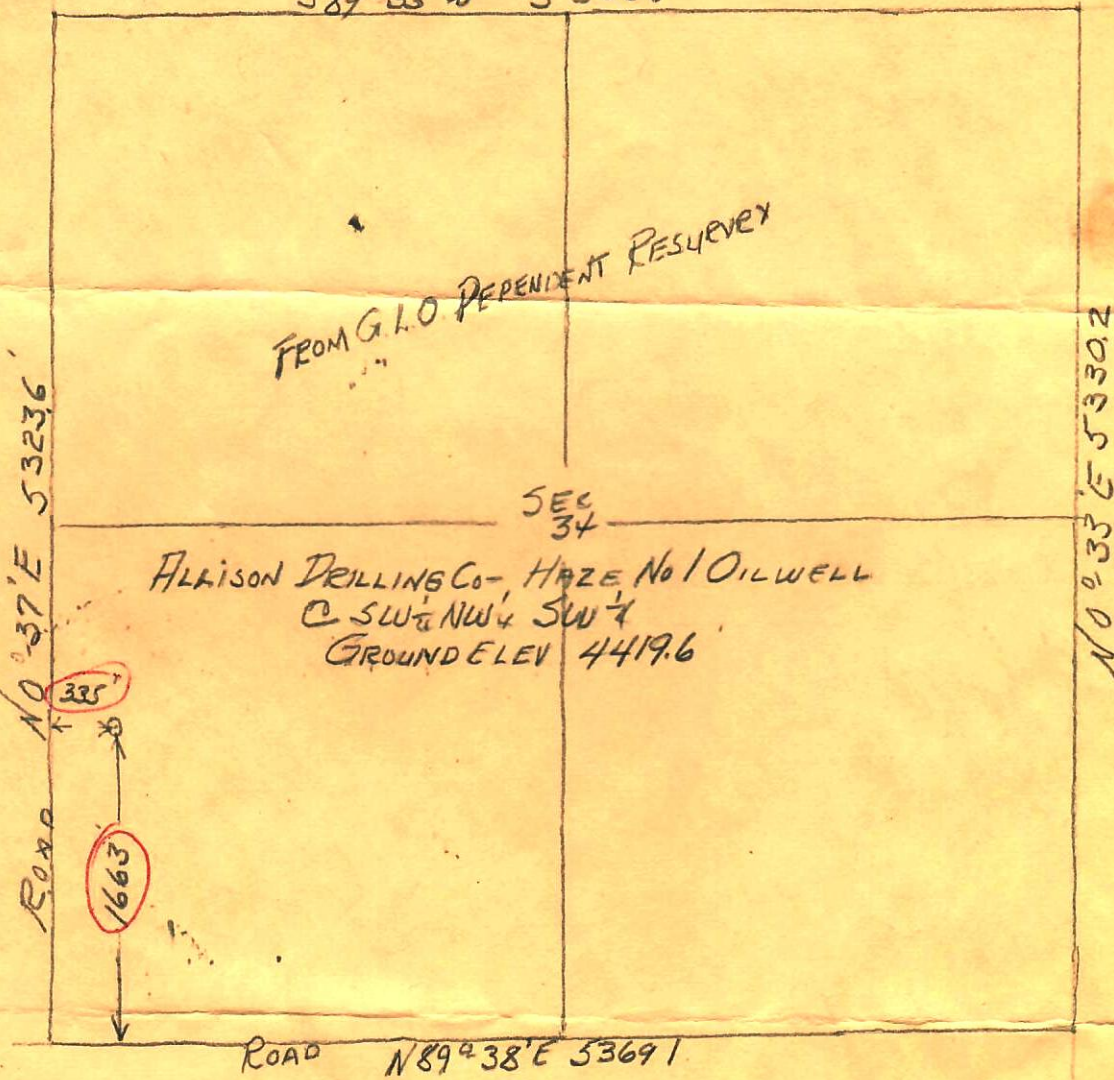 FROM G.L.O. DEPENDENT RESURVEY
N 0° 37' E 5323.6'
N 0° 33' E 5330.2
SEC
34
ALLISON DRILLING CO-, HAZE NO 1 OILWELL
C SW¼ NW¼ SW¼
GROUND ELEV 4419.6
335'
1663
ROAD
ROAD N 89° 38' E 5369 1